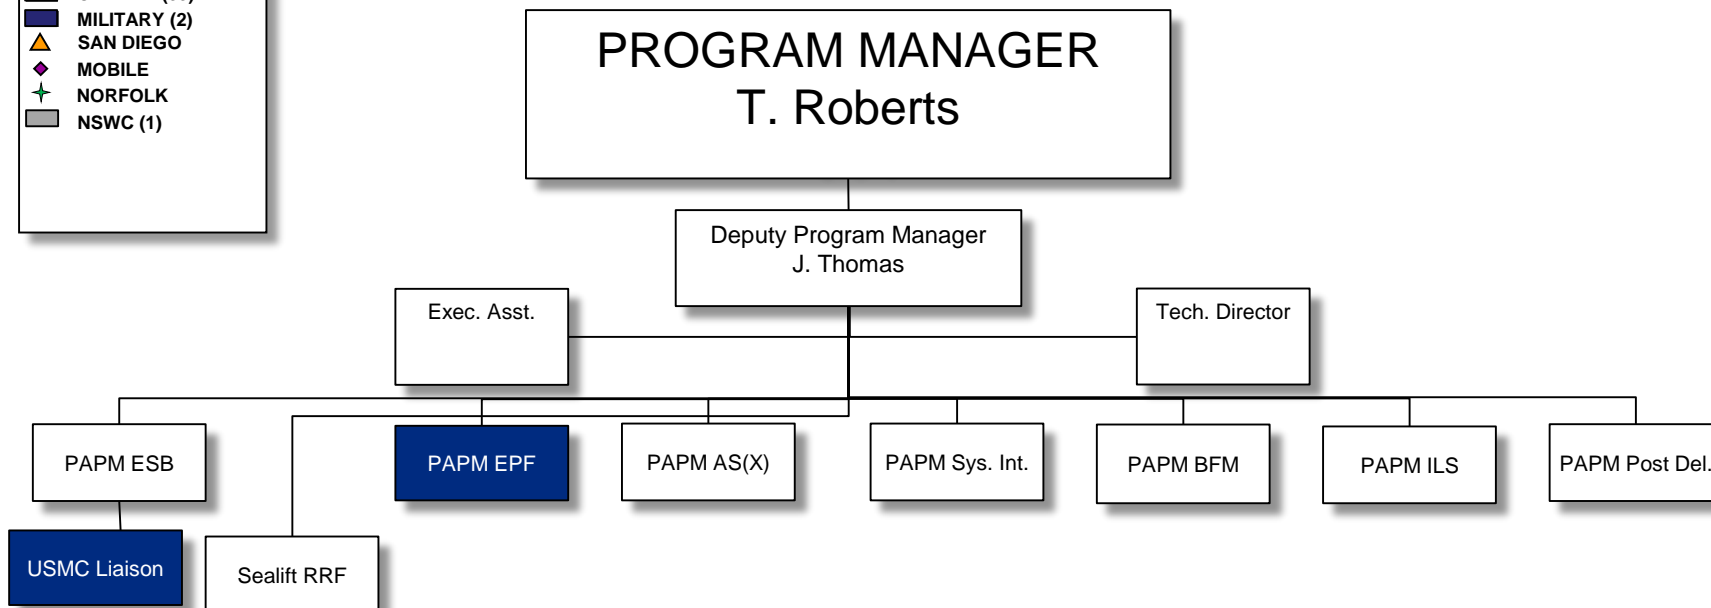 MILITARY (2)
SAN DIEGO
MOBILE
NORFOLK
NSWC (1)
PROGRAM MANAGER
T. Roberts
Deputy Program Manager
J. Thomas
Exec. Asst.
Tech. Director
PAPM ESB
PAPM EPF
PAPM AS(X)
PAPM Sys. Int.
PAPM BFM
PAPM ILS
PAPM Post Del.
USMC Liaison
Sealift RRF